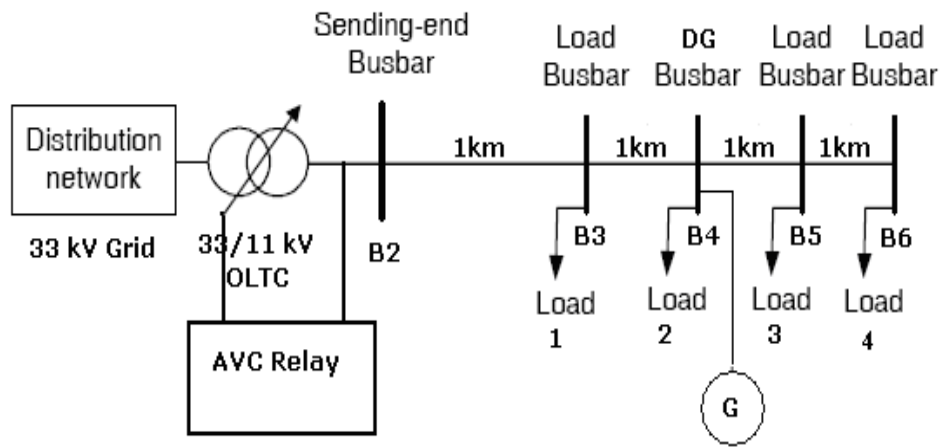 Sending-end
Busbar
Load
Busbar
DG
Busbar
Load
Busbar
Load
Busbar
Distribution
network
1km
1km
1km
1km
33 kV Grid
33/11 kV
OLTC
B2
B3
B4
B5
B6
Load
1
Load
2
Load
3
Load
4
AVC Relay
G